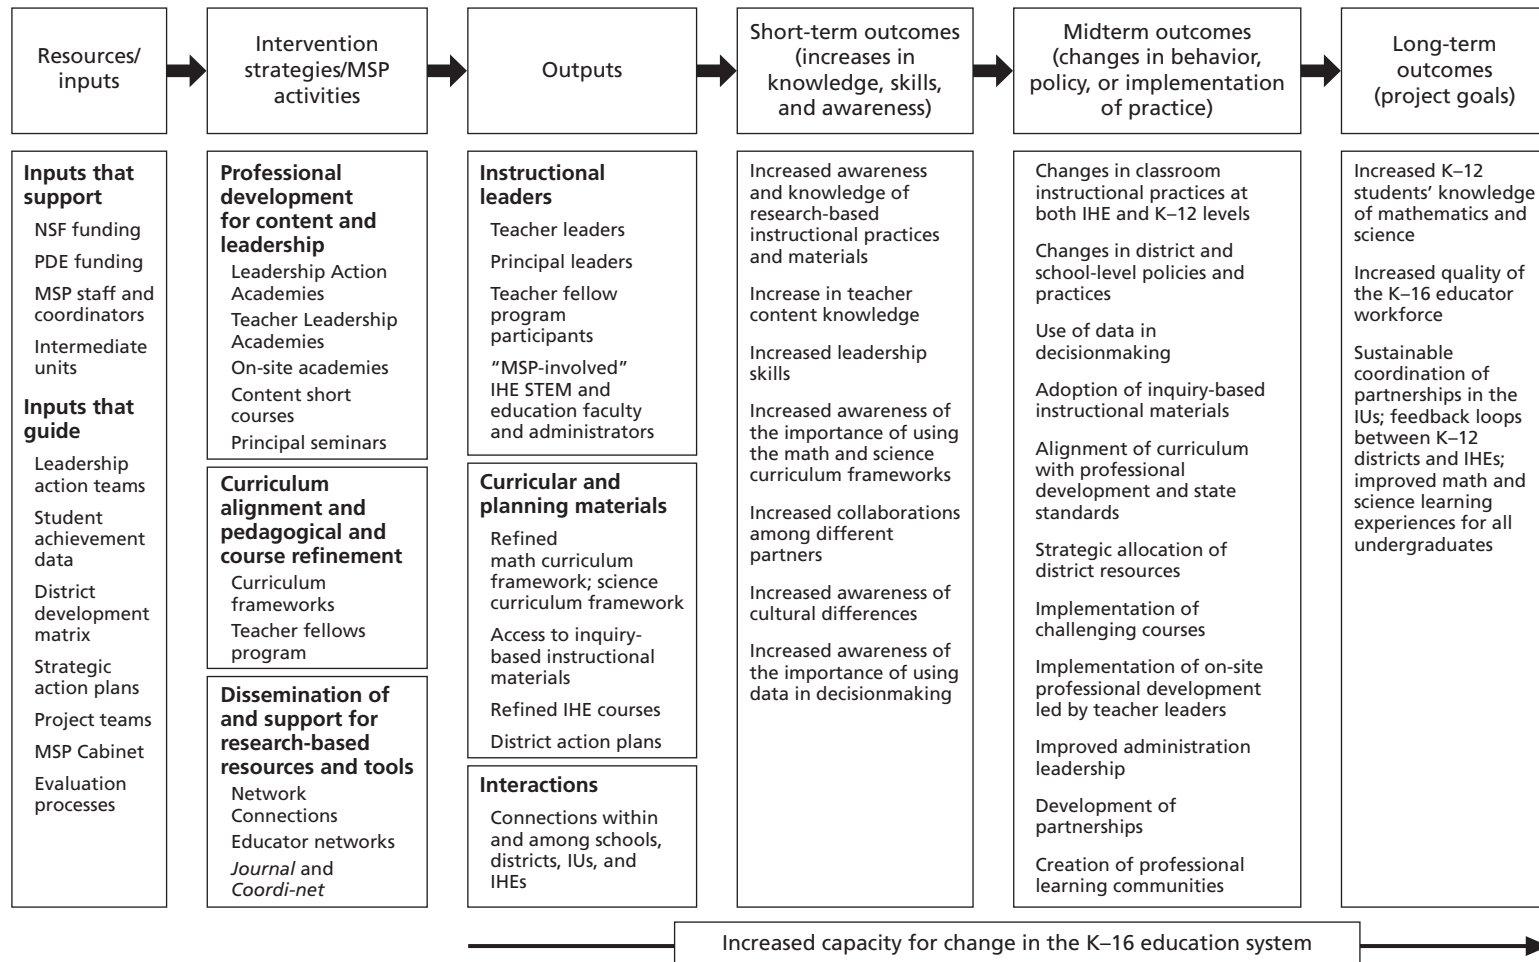 Resources/
inputs
Intervention
strategies/MSP
activities
Outputs
Short-term outcomes
(increases in
knowledge, skills,
and awareness)
Midterm outcomes
(changes in behavior,
policy, or implementation
of practice)
Long-term
outcomes
(project goals)
Inputs that
support
NSF funding
PDE funding
MSP staff and
coordinators
Intermediate
units
Inputs that
guide
Leadership
action teams
Student
achievement
data
District
development
matrix
Strategic
action plans
Project teams
MSP Cabinet
Evaluation
processes
Professional
development
for content and
leadership
Leadership Action
Academies
Teacher Leadership
Academies
On-site academies
Content short
courses
Principal seminars
Curriculum
alignment and
pedagogical and
course refinement
Curriculum
frameworks
Teacher fellows
program
Dissemination of
and support for
research-based
resources and tools
Network
Connections
Educator networks
Journal and
Coordi-net
Instructional
leaders
Teacher leaders
Principal leaders
Teacher fellow
program
participants
“MSP-involved”
IHE STEM and
education faculty
and administrators
Curricular and
planning materials
Refined
math curriculum
framework; science
curriculum framework
Access to inquiry-
based instructional
materials
Refined IHE courses
District action plans
Interactions
Connections within
and among schools,
districts, IUs, and
IHEs
Increased awareness
and knowledge of
research-based
instructional practices
and materials
Increase in teacher
content knowledge
Increased leadership
skills
Increased awareness of
the importance of using
the math and science
curriculum frameworks
Increased collaborations
among different
partners
Increased awareness of
cultural differences
Increased awareness of
the importance of using
data in decisionmaking
Changes in classroom
instructional practices at
both IHE and K–12 levels
Changes in district and
school-level policies and
practices
Use of data in
decisionmaking
Adoption of inquiry-based
instructional materials
Alignment of curriculum
with professional
development and state
standards
Strategic allocation of
district resources
Implementation of
challenging courses
Implementation of on-site
professional development
led by teacher leaders
Improved administration
leadership
Development of
partnerships
Creation of professional
learning communities
Increased K–12
students’ knowledge
of mathematics and
science
Increased quality of
the K–16 educator
workforce
Sustainable
coordination of
partnerships in the
IUs; feedback loops
between K–12
districts and IHEs;
improved math and
science learning
experiences for all
undergraduates
Increased capacity for change in the K–16 education system